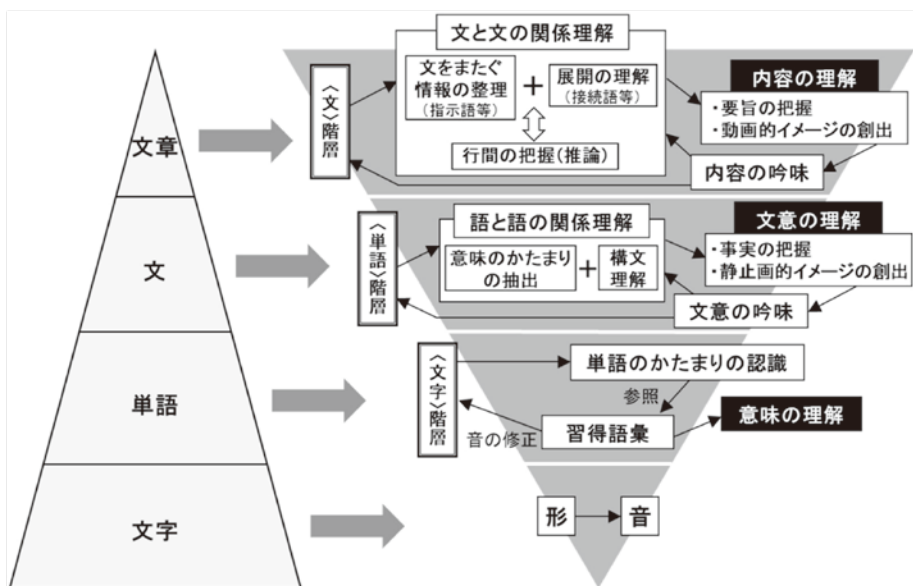 文章
文
単語
文字
〈文〉階層
文と文の関係理解
文をまたぐ
情報の整理
(指示語等)
+
展開の理解
(接続語等)
行間の把握(推論)
内容の理解
・要旨の把握
・動画的イメージの創出
内容の吟味
〈単語〉階層
語と語の関係理解
意味のかたまり
の抽出
+
構文
理解
文意の理解
・事実の把握
・静止画的イメージの創出
文意の吟味
〈文字〉階層
単語のかたまりの認識
参照
音の修正
習得語彙
意味の理解
形
音